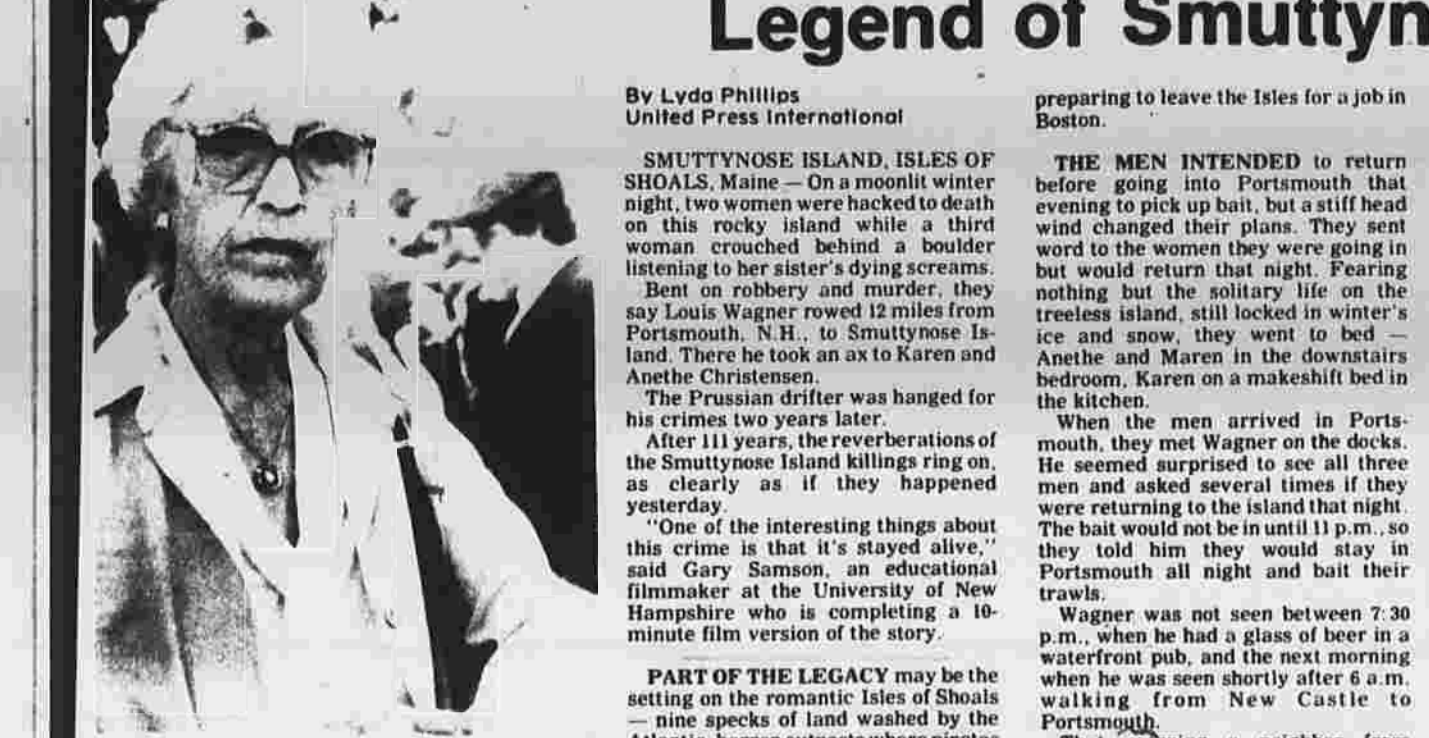 Legend of Smuttyn
By Lyda Phillips
United Press International
SMUTTYNOSE ISLAND, ISLES OF
SHOALS, Maine — On a moonlit winter
night, two women were hacked to death
on this rocky island while a third
woman crouched behind a boulder
listening to her sister's dying screams.
Bent on robbery and murder, they
say Louis Wagner rowed 12 miles from
Portsmouth, N.H., to Smuttynose Is-
land. There he took an ax to Karen and
Anethe Christensen.
The Prussian drifter was hanged for
his crimes two years later.
After 111 years, the reverberations of
the Smuttynose Island killings ring on,
as clearly as if they happened
yesterday.
"One of the interesting things about
this crime is that it's stayed alive,"
said Gary Samson, an educational
filmmaker at the University of New
Hampshire who is completing a 10-
minute film version of the story.
PART OF THE LEGACY may be the
setting on the romantic Isles of Shoals
— nine specks of land washed by the
preparing to leave the Isles for a job in
Boston.
THE MEN INTENDED to return
before going into Portsmouth that
evening to pick up bait, but a stiff head
wind changed their plans. They sent
word to the women they were going in
but would return that night. Fearing
nothing but the solitary life on the
treeless island, still locked in winter's
ice and snow, they went to bed —
Anethe and Maren in the downstairs
bedroom, Karen on a makeshift bed in
the kitchen.
When the men arrived in Ports-
mouth, they met Wagner on the docks.
He seemed surprised to see all three
men and asked several times if they
were returning to the island that night.
The bait would not be in until 11 p.m., so
they told him they would stay in
Portsmouth all night and bait their
trawls.
Wagner was not seen between 7:30
p.m., when he had a glass of beer in a
waterfront pub, and the next morning
when he was seen shortly after 6 a.m.
walking from New Castle to
Portsmouth.